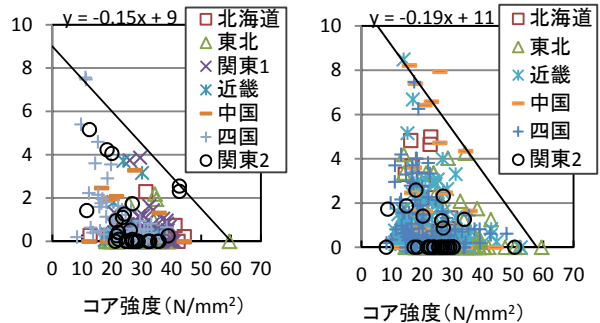 y = -0.15x + 9
10
8
6
4
2
0
0 10 20 30 40 50 60 70
コア強度(N/mm²)
北海道
東北
関東1
近畿
中国
四国
関東2
y = -0.19x + 11
10
8
6
4
2
0
0 10 20 30 40 50 60 70
コア強度(N/mm²)
北海道
東北
近畿
中国
四国
関東2